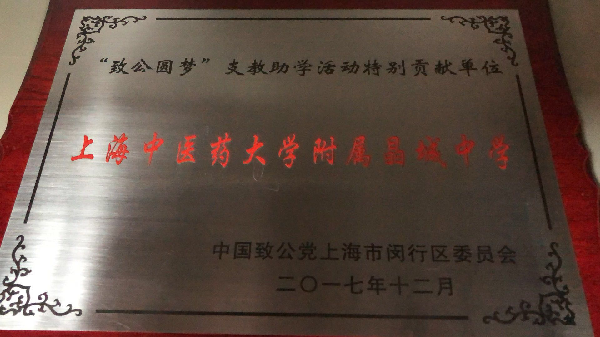 “致公圆梦”支教助学活动特别贡献单位
上海中医药大学附属晶城中学
中国致公党上海市闵行区委员会
二〇一七年十二月